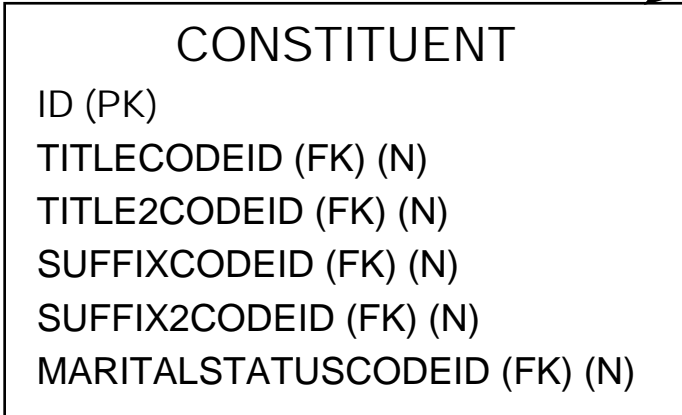 CONSTITUENT
ID (PK)
TITLECODEID (FK) (N)
TITLE2CODEID (FK) (N)
SUFFIXCODEID (FK) (N)
SUFFIX2CODEID (FK) (N)
MARITALSTATUSCODEID (FK) (N)